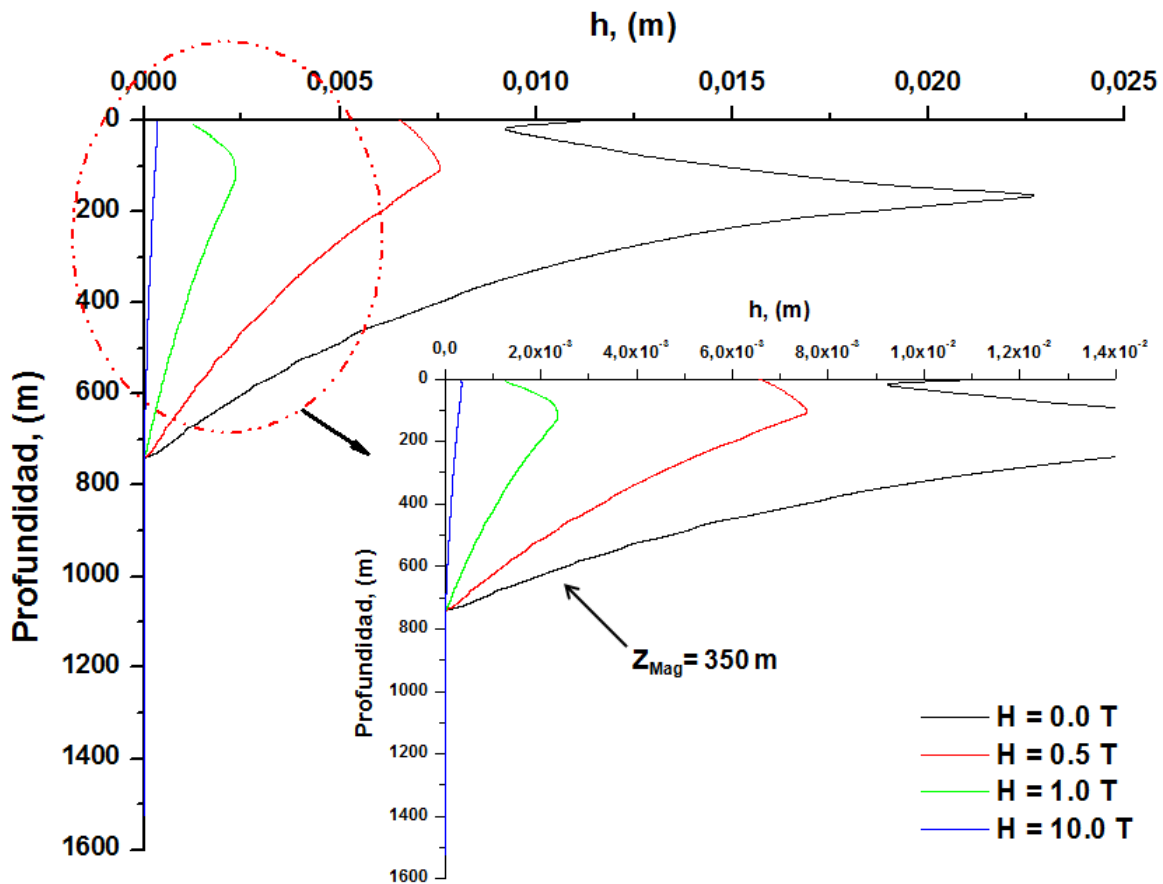 h, (m)
0,000 0,005 0,010 0,015 0,020 0,025
0
200
400
600
800
1000
1200
1400
1600
Profundidad, (m)
h, (m)
0,0 2,0x10⁻³ 4,0x10⁻³ 6,0x10⁻³ 8,0x10⁻³ 1,0x10⁻² 1,2x10⁻² 1,4x10⁻²
0
200
400
600
800
1000
1200
1400
1600
Profundidad, (m)
Z_Mag = 350 m
H = 0.0 T
H = 0.5 T
H = 1.0 T
H = 10.0 T